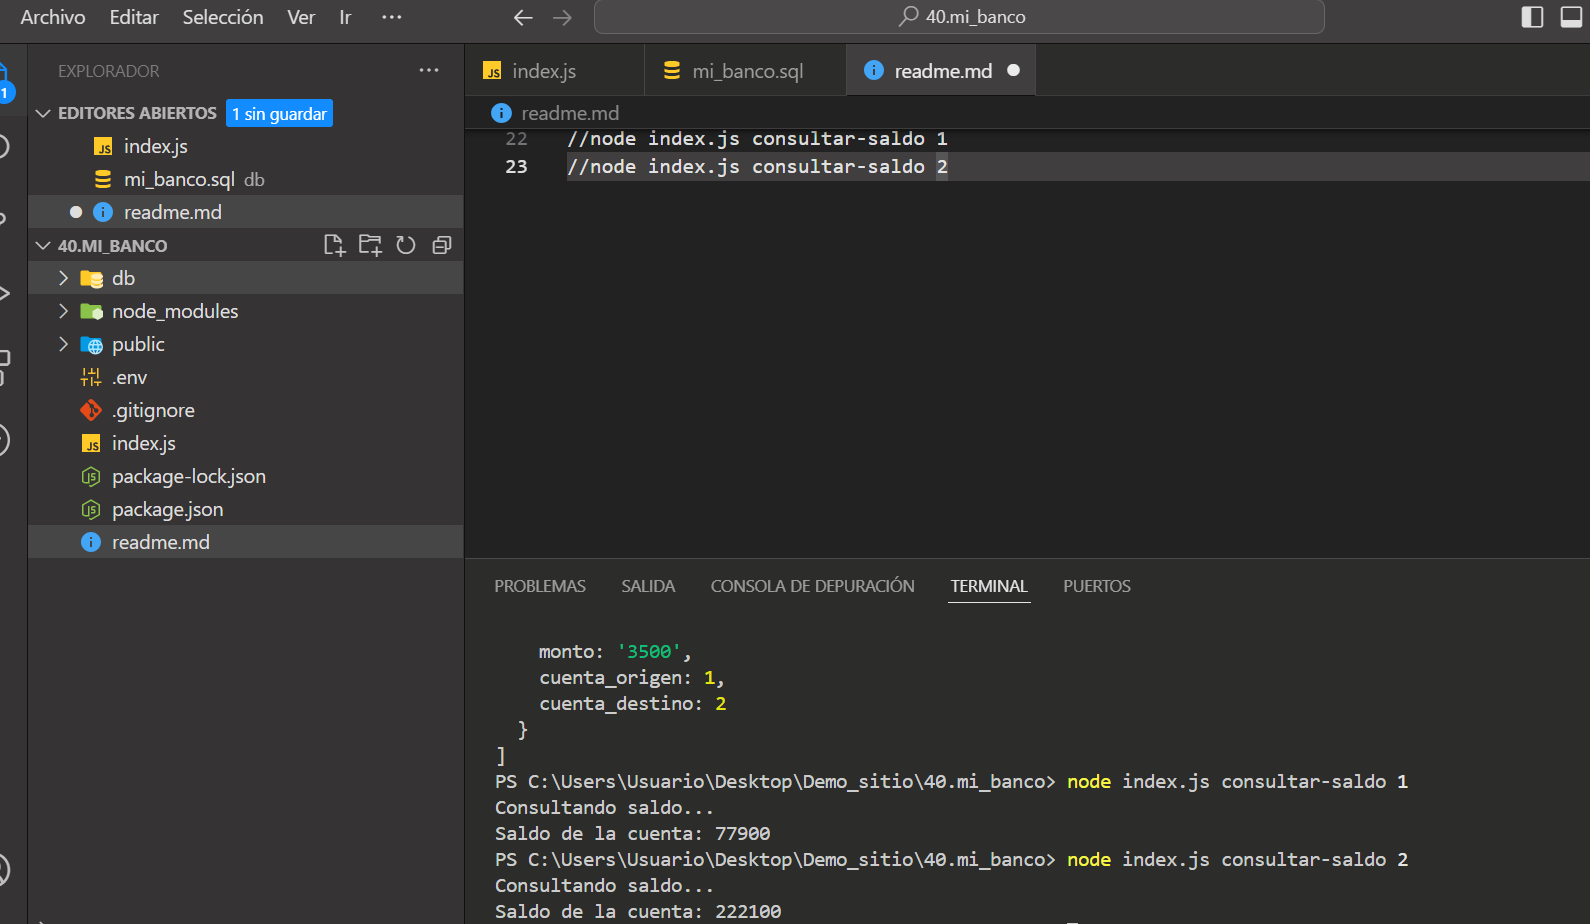 Archivo Editar Selección Ver Ir ···
40.mi_banco
1
EXPLORADOR ···
EDITORES ABIERTOS 1 sin guardar
index.js
mi_banco.sql db
readme.md
40.MI_BANCO
db
node_modules
public
.env
.gitignore
index.js
package-lock.json
package.json
readme.md
index.js mi_banco.sql readme.md
readme.md
22 //node index.js consultar-saldo 1
23 //node index.js consultar-saldo 2
PROBLEMAS SALIDA CONSOLA DE DEPURACIÓN TERMINAL PUERTOS
monto: '3500',
cuenta_origen: 1,
cuenta_destino: 2
}
]
PS C:\Users\Usuario\Desktop\Demo_sitio\40.mi_banco> node index.js consultar-saldo 1
Consultando saldo...
Saldo de la cuenta: 77900
PS C:\Users\Usuario\Desktop\Demo_sitio\40.mi_banco> node index.js consultar-saldo 2
Consultando saldo...
Saldo de la cuenta: 222100